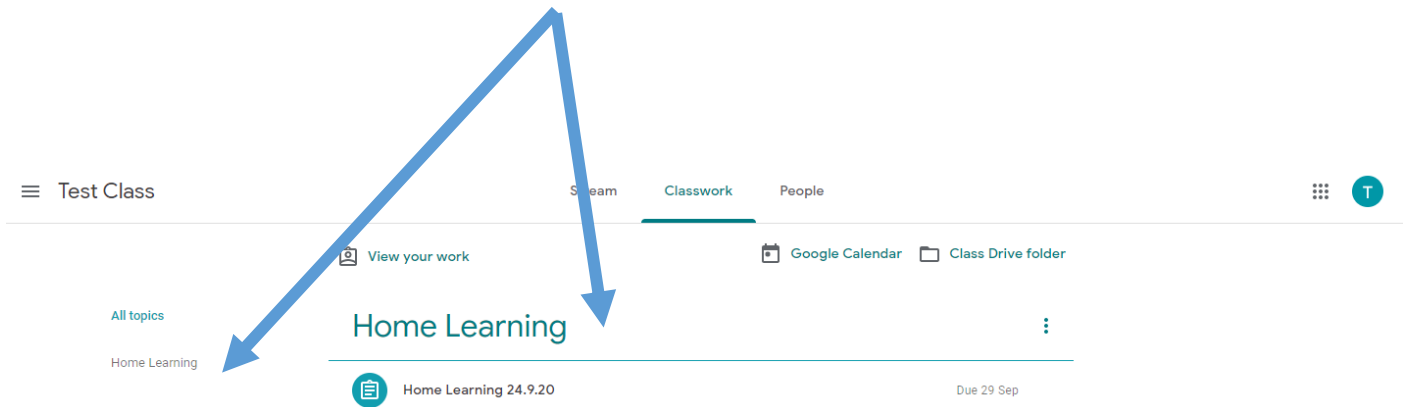 Test Class
Classwork
People
T
View your work
Google Calendar
Class Drive folder
All topics
Home Learning
Home Learning
Home Learning 24.9.20
Due 29 Sep